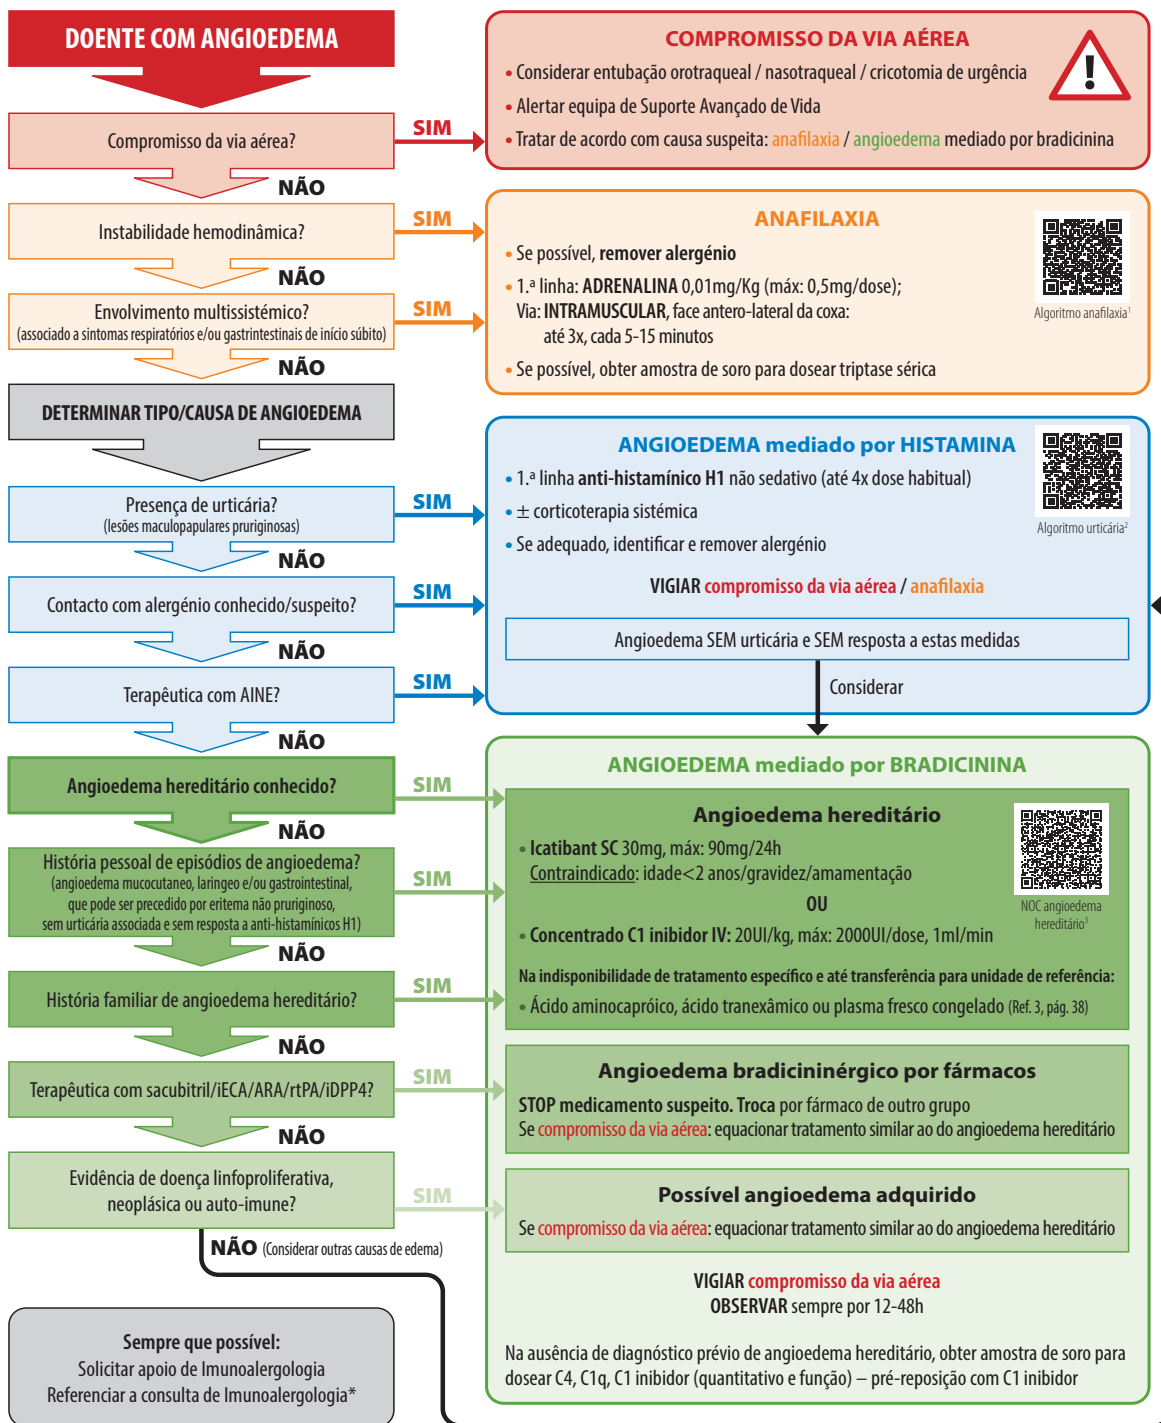 DOENTE COM ANGIOEDEMA
COMPROMISSO DA VIA AÉREA
• Considerar entubação orotraqueal / nasotraqueal / cricotomia de urgência
• Alertar equipa de Suporte Avançado de Vida
• Tratar de acordo com causa suspeita: anafilaxia / angioedema mediado por bradicinina
!
Compromisso da via aérea?
SIM
NÃO
Instabilidade hemodinâmica?
SIM
NÃO
Envolvimento multissistémico?
(associado a sintomas respiratórios e/ou gastrintestinais de início súbito)
SIM
NÃO
ANAFILAXIA
• Se possível, remover alergénio
• 1.ª linha: ADRENALINA 0,01mg/Kg (máx: 0,5mg/dose);
Via: INTRAMUSCULAR, face antero-lateral da coxa:
até 3x, cada 5-15 minutos
• Se possível, obter amostra de soro para dosear triptase sérica
Algoritmo anafilaxia¹
DETERMINAR TIPO/CAUSA DE ANGIOEDEMA
Presença de urticária?
(lesões maculopapulares pruriginosas)
SIM
NÃO
Contacto com alergénio conhecido/suspeito?
SIM
NÃO
Terapêutica com AINE?
SIM
NÃO
ANGIOEDEMA mediado por HISTAMINA
• 1.ª linha anti-histamínico H1 não sedativo (até 4x dose habitual)
• ± corticoterapia sistémica
• Se adequado, identificar e remover alergénio
Algoritmo urticária²
VIGIAR compromisso da via aérea / anafilaxia
Angioedema SEM urticária e SEM resposta a estas medidas
Considerar
Angioedema hereditário conhecido?
SIM
NÃO
História pessoal de episódios de angioedema?
(angioedema mucocutaneo, laringeo e/ou gastrointestinal,
que pode ser precedido por eritema não pruriginoso,
sem urticária associada e sem resposta a anti-histamínicos H1)
SIM
NÃO
História familiar de angioedema hereditário?
SIM
NÃO
Terapêutica com sacubitril/iECA/ARA/rtPA/iDPP4?
SIM
NÃO
Evidência de doença linfoproliferativa,
neoplásica ou auto-imune?
SIM
NÃO (Considerar outras causas de edema)
ANGIOEDEMA mediado por BRADICININA
Angioedema hereditário
• Icatibant SC 30mg, máx: 90mg/24h
Contraindicado: idade<2 anos/gravidez/amamentação
OU
• Concentrado C1 inibidor IV: 20UI/kg, máx: 2000UI/dose, 1ml/min
NOC angioedema
hereditário³
Na indisponibilidade de tratamento específico e até transferência para unidade de referência:
• Ácido aminocapróico, ácido tranexâmico ou plasma fresco congelado (Ref. 3, pág. 38)
Angioedema bradicininérgico por fármacos
STOP medicamento suspeito. Troca por fármaco de outro grupo
Se compromisso da via aérea: equacionar tratamento similar ao do angioedema hereditário
Possível angioedema adquirido
Se compromisso da via aérea: equacionar tratamento similar ao do angioedema hereditário
VIGIAR compromisso da via aérea
OBSERVAR sempre por 12-48h
Na ausência de diagnóstico prévio de angioedema hereditário, obter amostra de soro para
dosear C4, C1q, C1 inibidor (quantitativo e função) – pré-reposição com C1 inibidor
Sempre que possível:
Solicitar apoio de Imunoalergologia
Referenciar a consulta de Imunoalergologia*